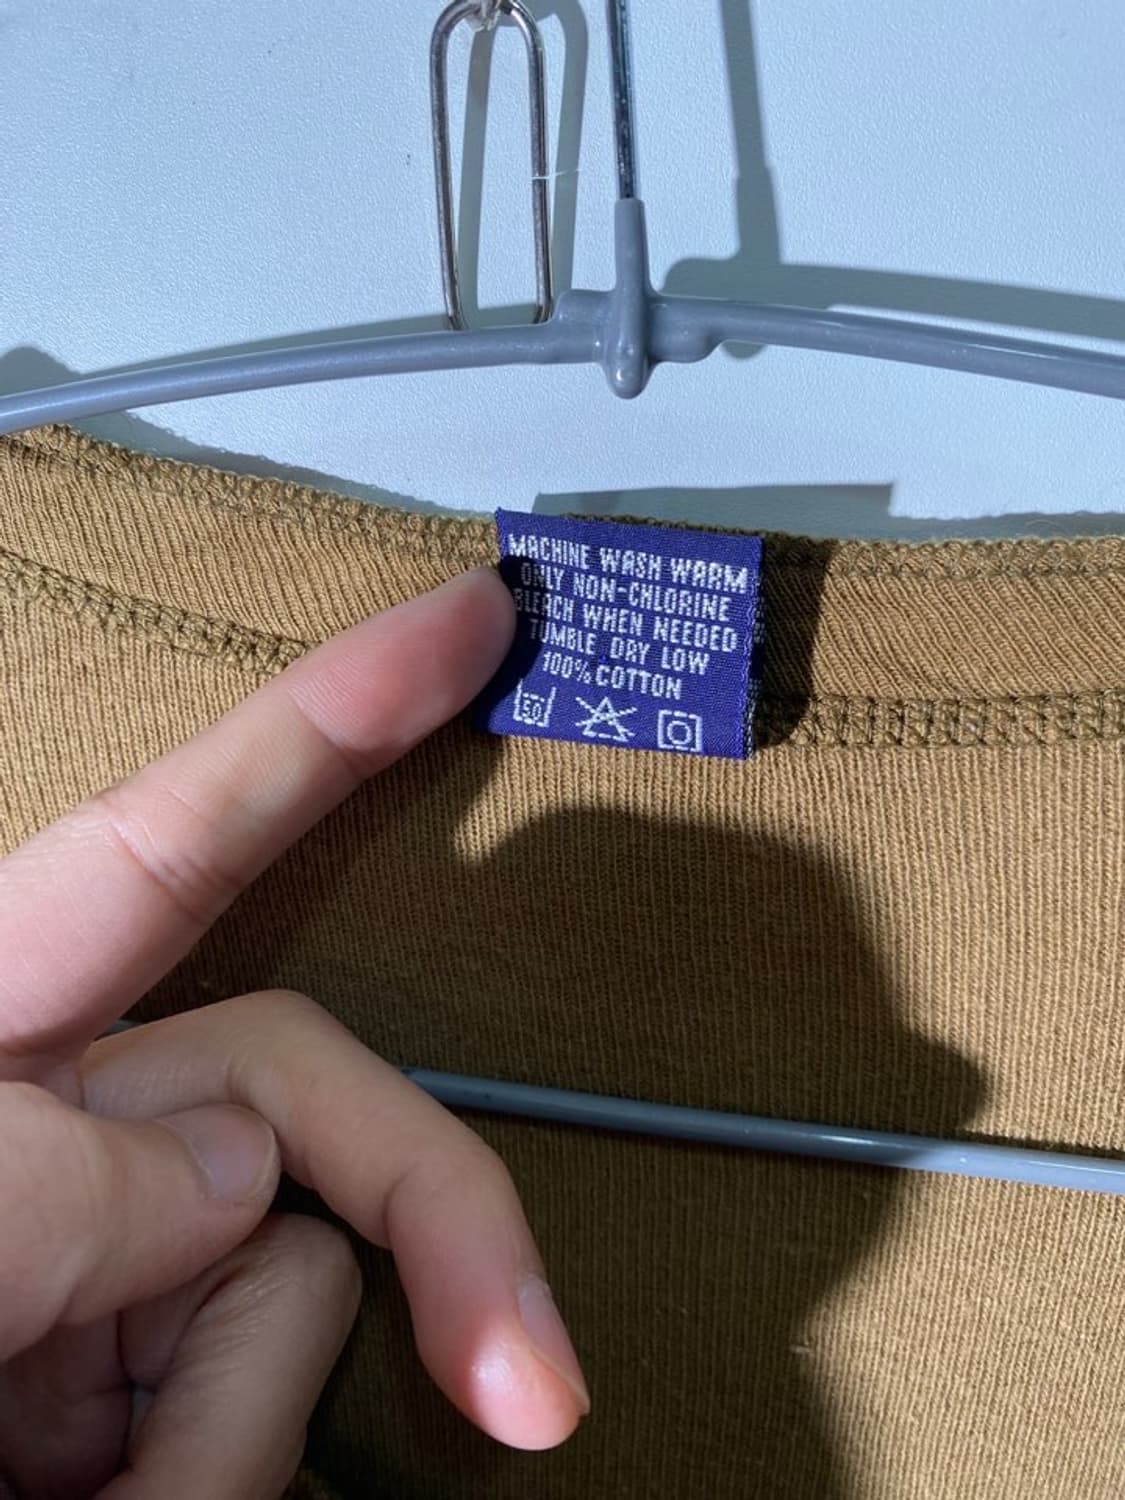 MACHINE WASH WARM
ONLY NON-CHLORINE
BLEACH WHEN NEEDED
TUMBLE DRY LOW
100% COTTON
50